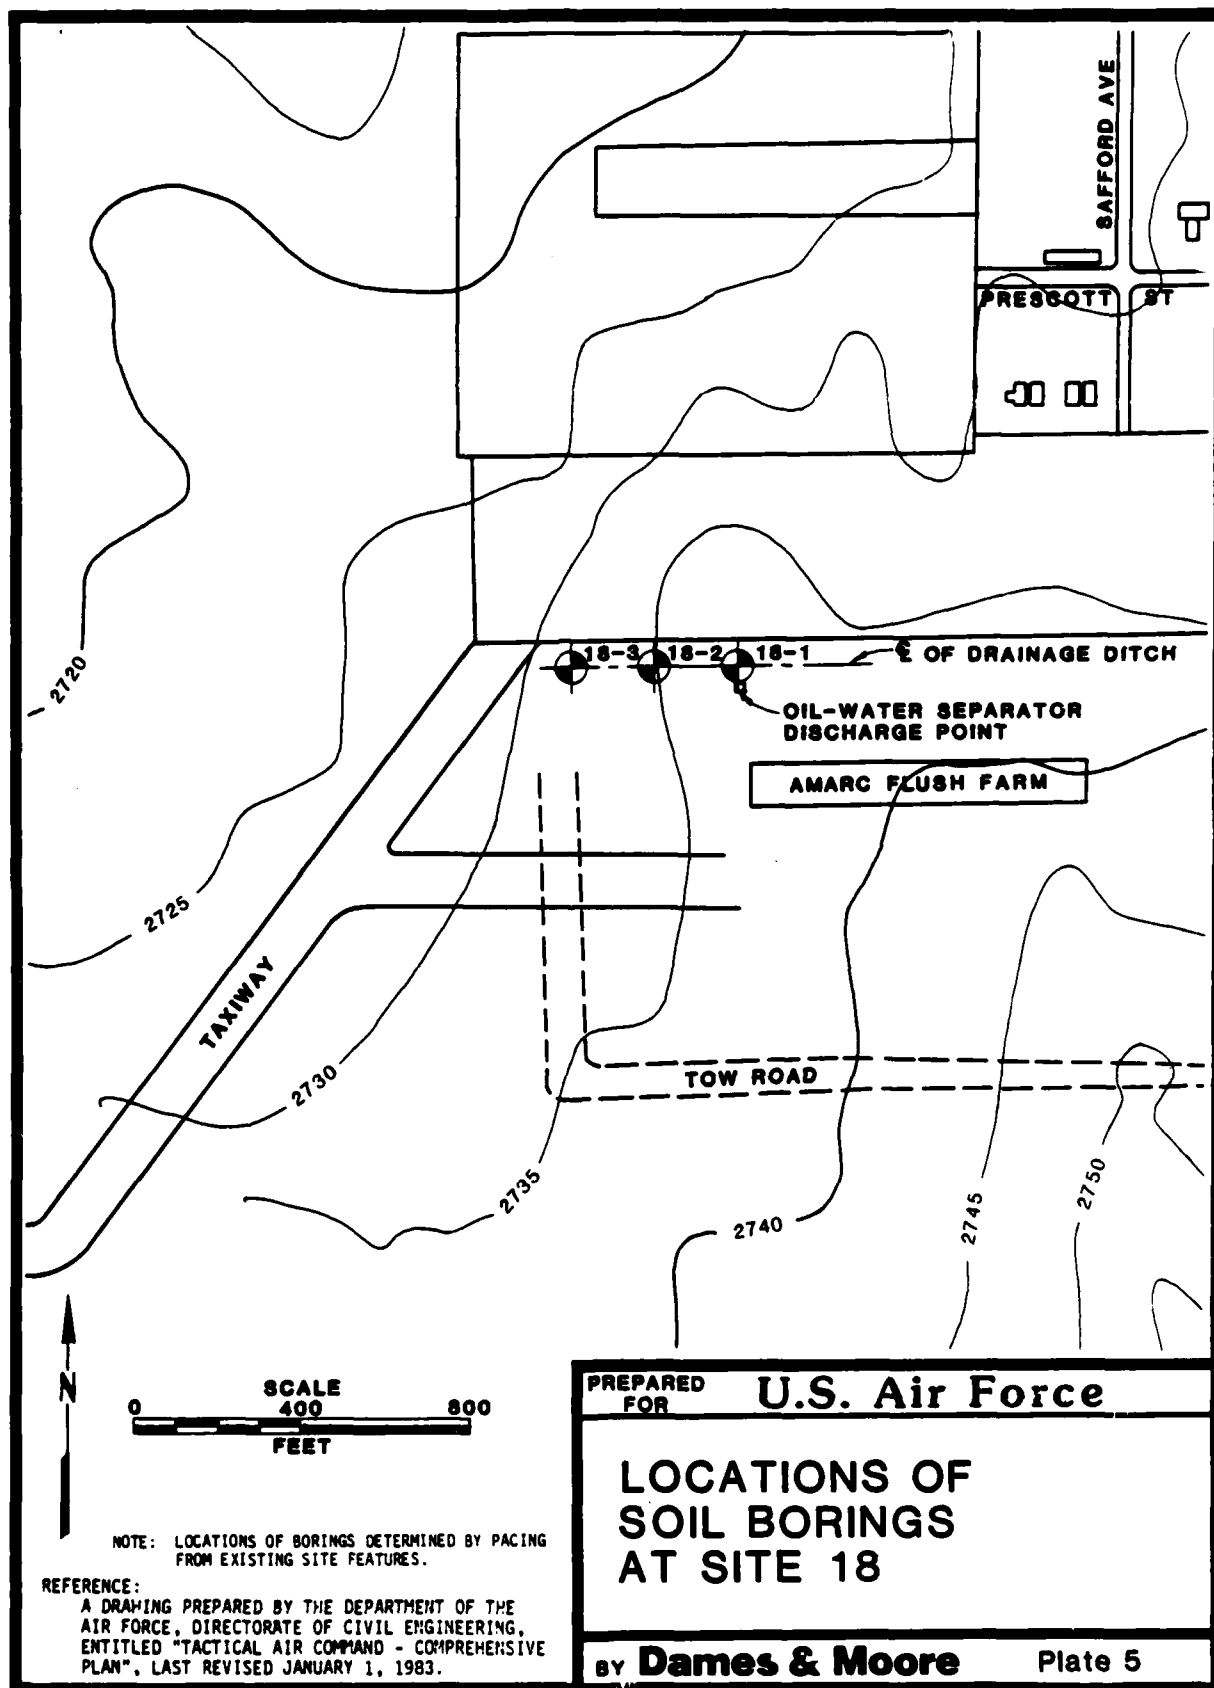 SAFFORD AVE
PRESCOTT ST
2720
18-3
18-2
18-1
℄ OF DRAINAGE DITCH
OIL-WATER SEPARATOR
DISCHARGE POINT
AMARC FLUSH FARM
2725
TAXIWAY
2730
TOW ROAD
2735
2740
2745
2750
N
SCALE
0 400 800
FEET
NOTE: LOCATIONS OF BORINGS DETERMINED BY PACING
FROM EXISTING SITE FEATURES.
REFERENCE:
A DRAWING PREPARED BY THE DEPARTMENT OF THE
AIR FORCE, DIRECTORATE OF CIVIL ENGINEERING,
ENTITLED "TACTICAL AIR COMMAND - COMPREHENSIVE
PLAN", LAST REVISED JANUARY 1, 1983.
PREPARED
FOR
U.S. Air Force
LOCATIONS OF
SOIL BORINGS
AT SITE 18
BY Dames & Moore
Plate 5